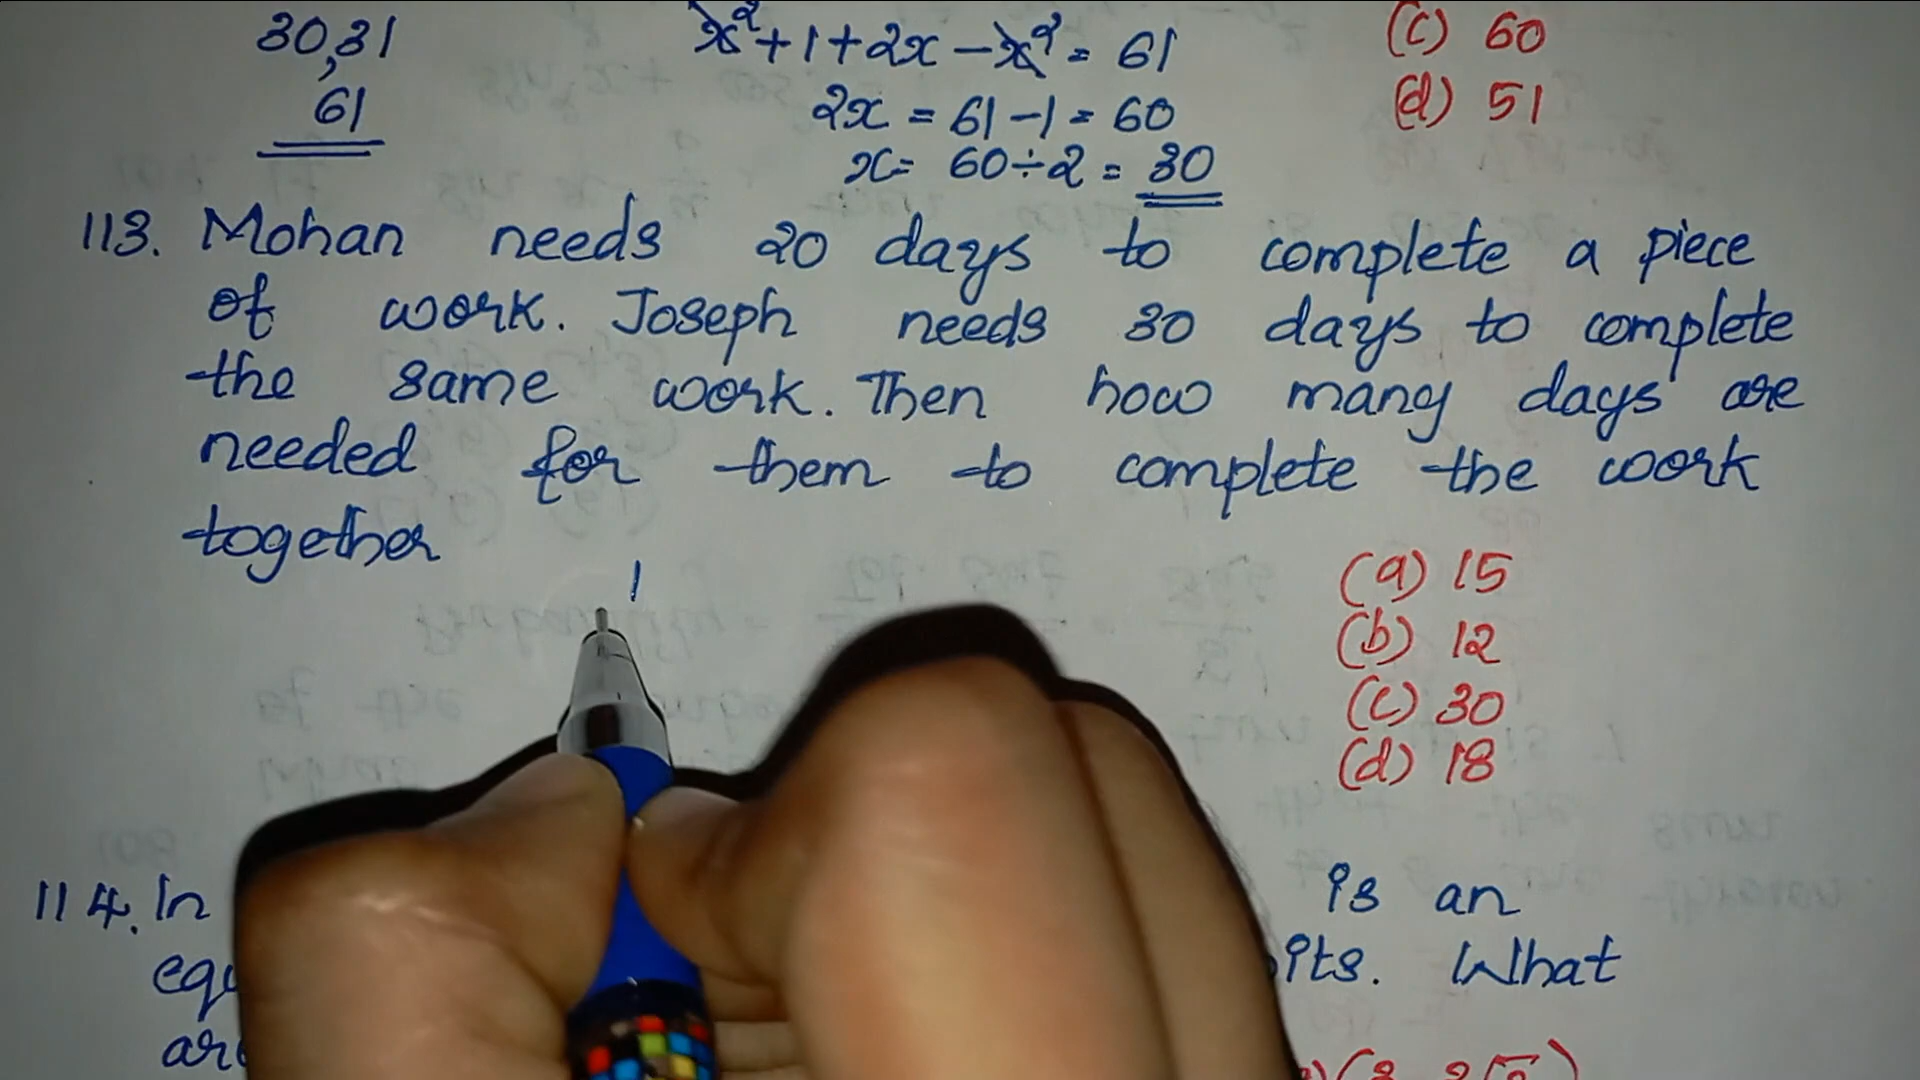 30,31
61
x²+1+2x-x²=61
2x = 61-1=60
x= 60÷2=30
(c) 60
(d) 51
113. Mohan needs 20 days to complete a piece
of work. Joseph needs 30 days to complete
the same work. Then how many days are
needed for them to complete the work
together
1
(a) 15
(b) 12
(c) 30
(d) 18
114. In is an
What